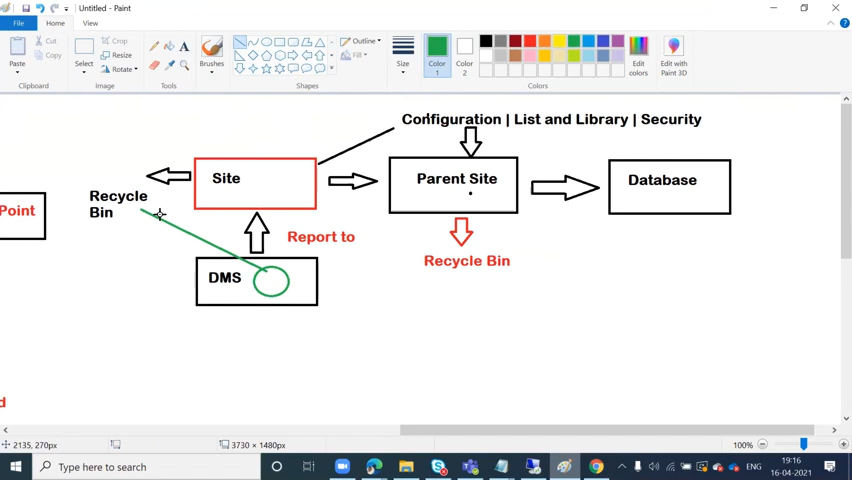 Untitled - Paint
File
Home
View
Paste
Cut
Copy
Clipboard
Select
Crop
Resize
Rotate
Image
Tools
Brushes
Outline
Fill
Shapes
Size
Color
1
Color
2
Edit
colors
Edit with
Paint 3D
Colors
Configuration | List and Library | Security
Site
Parent Site
Database
Recycle
Bin
Point
Report to
Recycle Bin
DMS
d
2135, 270px
3730 × 1480px
100%
Type here to search
ENG
19:16
16-04-2021